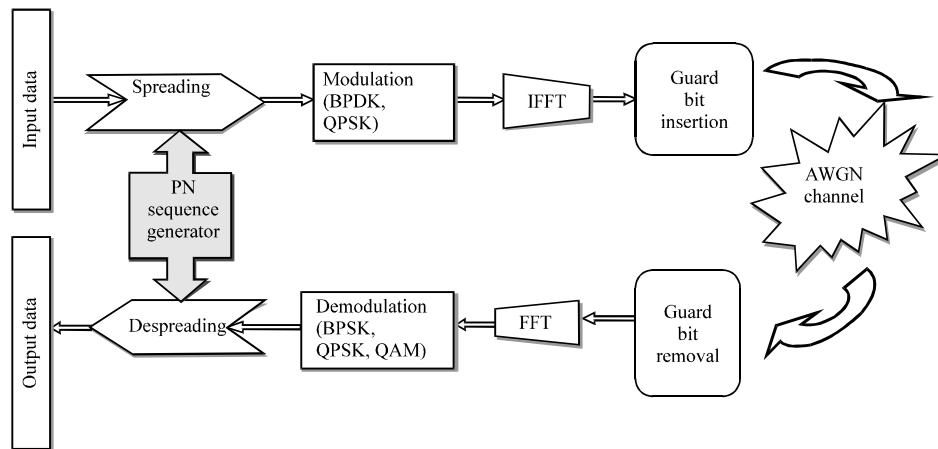 Input data
Spreading
Modulation
(BPDK,
QPSK)
IFFT
Guard
bit
insertion
AWGN
channel
PN
sequence
generator
Output data
Despreading
Demodulation
(BPSK,
QPSK, QAM)
FFT
Guard
bit
removal